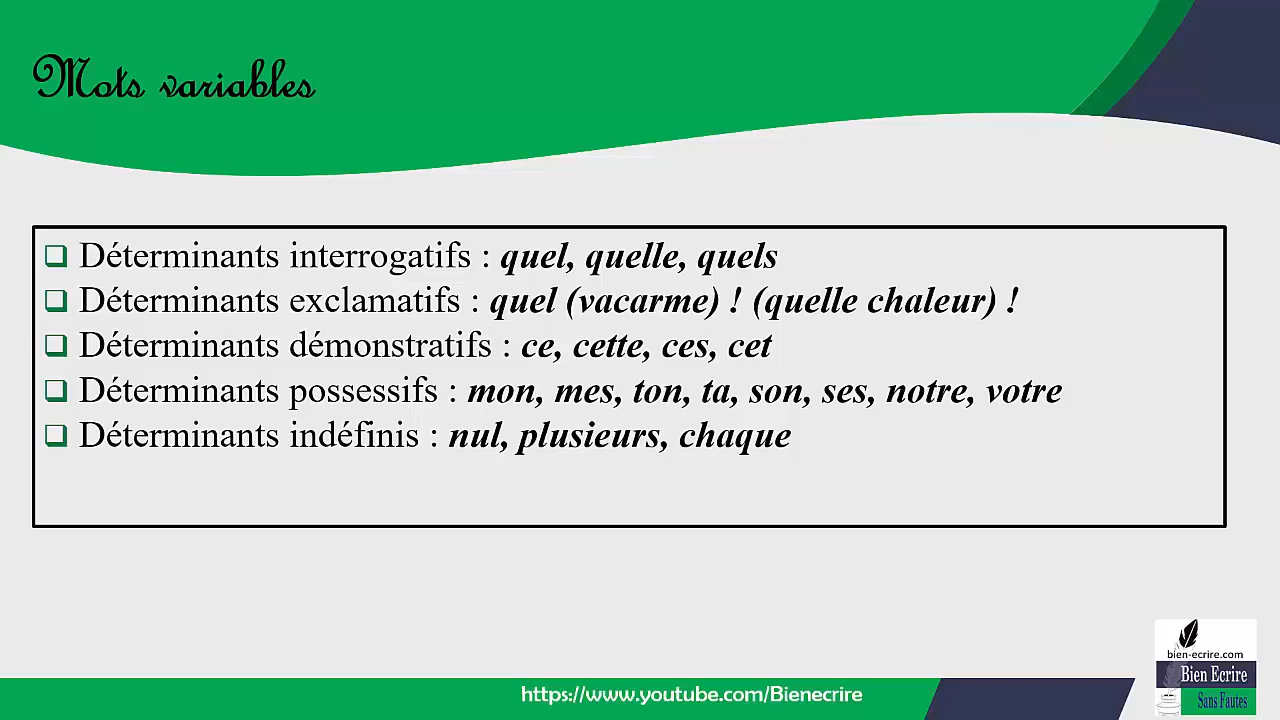 Mots variables
Déterminants interrogatifs : quel, quelle, quels
Déterminants exclamatifs : quel (vacarme) ! (quelle chaleur) !
Déterminants démonstratifs : ce, cette, ces, cet
Déterminants possessifs : mon, mes, ton, ta, son, ses, notre, votre
Déterminants indéfinis : nul, plusieurs, chaque
bien-ecrire.com
Bien Ecrire
Sans Fautes
https://www.youtube.com/Bienecrire